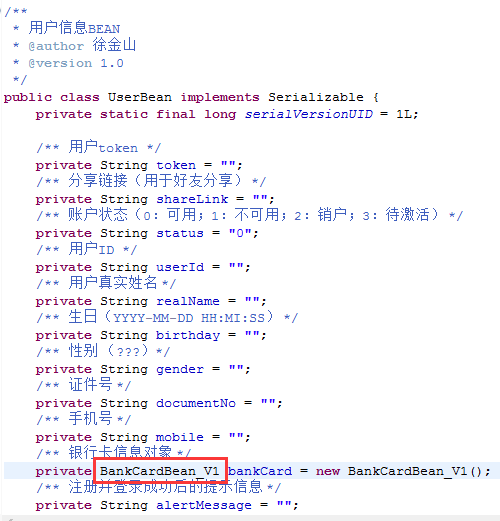 /**
 * 用户信息BEAN
 * @author 徐金山
 * @version 1.0
 */
public class UserBean implements Serializable {
    private static final long serialVersionUID = 1L;

    /** 用户token */
    private String token = "";
    /** 分享链接（用于好友分享） */
    private String shareLink = "";
    /** 账户状态（0：可用；1：不可用；2：销户；3：待激活） */
    private String status = "0";
    /** 用户ID */
    private String userId = "";
    /** 用户真实姓名 */
    private String realName = "";
    /** 生日（YYYY-MM-DD HH:MI:SS） */
    private String birthday = "";
    /** 性别（???）*/
    private String gender = "";
    /** 证件号 */
    private String documentNo = "";
    /** 手机号 */
    private String mobile = "";
    /** 银行卡信息对象 */
    private BankCardBean_V1 bankCard = new BankCardBean_V1();
    /** 注册并登录成功后的提示信息 */
    private String alertMessage = "";